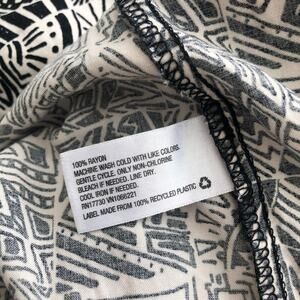 100% RAYON
MACHINE WASH COLD WITH LIKE COLORS.
GENTLE CYCLE. ONLY NON-CHLORINE
BLEACH IF NEEDED. LINE DRY.
COOL IRON IF NEEDED.
RN17730 VN1066221
LABEL MADE FROM 100% RECYCLED PLASTIC